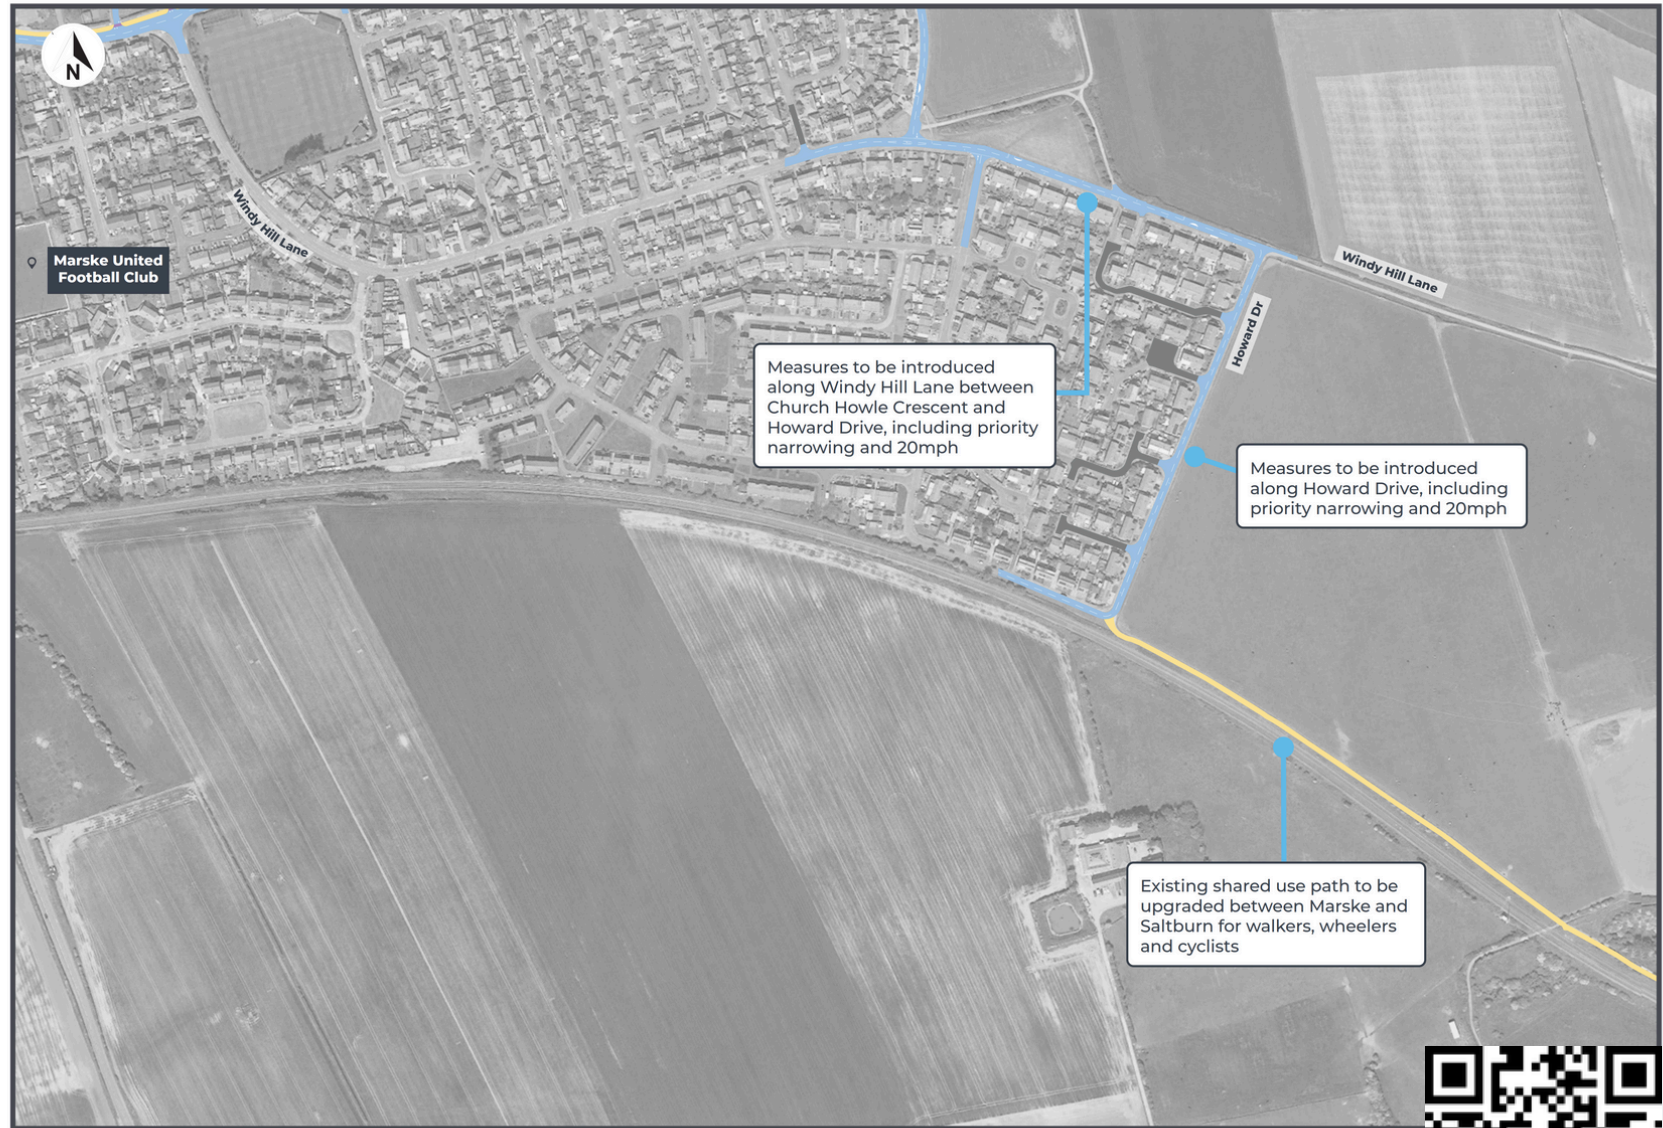 N
Windy Hill Lane
Marske United
Football Club
Windy Hill Lane
Howard Dr
Measures to be introduced
along Windy Hill Lane between
Church Howle Crescent and
Howard Drive, including priority
narrowing and 20mph
Measures to be introduced
along Howard Drive, including
priority narrowing and 20mph
Existing shared use path to be
upgraded between Marske and
Saltburn for walkers, wheelers
and cyclists